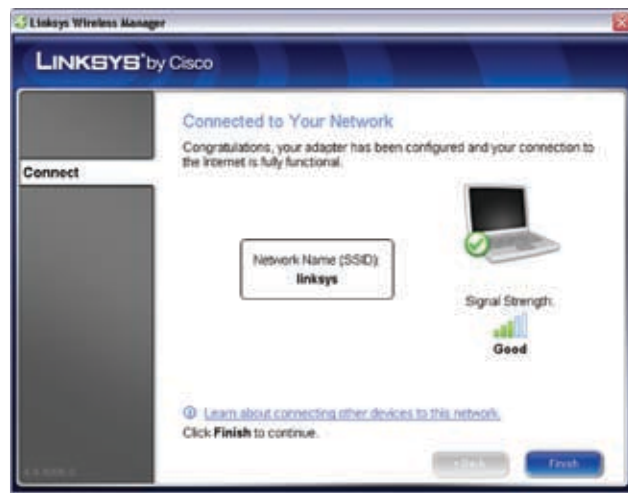 Linksys Wireless Manager
LINKSYS® by Cisco
Connected to Your Network
Congratulations, your adapter has been configured and your connection to
the Internet is fully functional.
Connect
Network Name (SSID):
linksys
Signal Strength:
Good
Learn about connecting other devices to this network.
Click Finish to continue.
Back
Finish